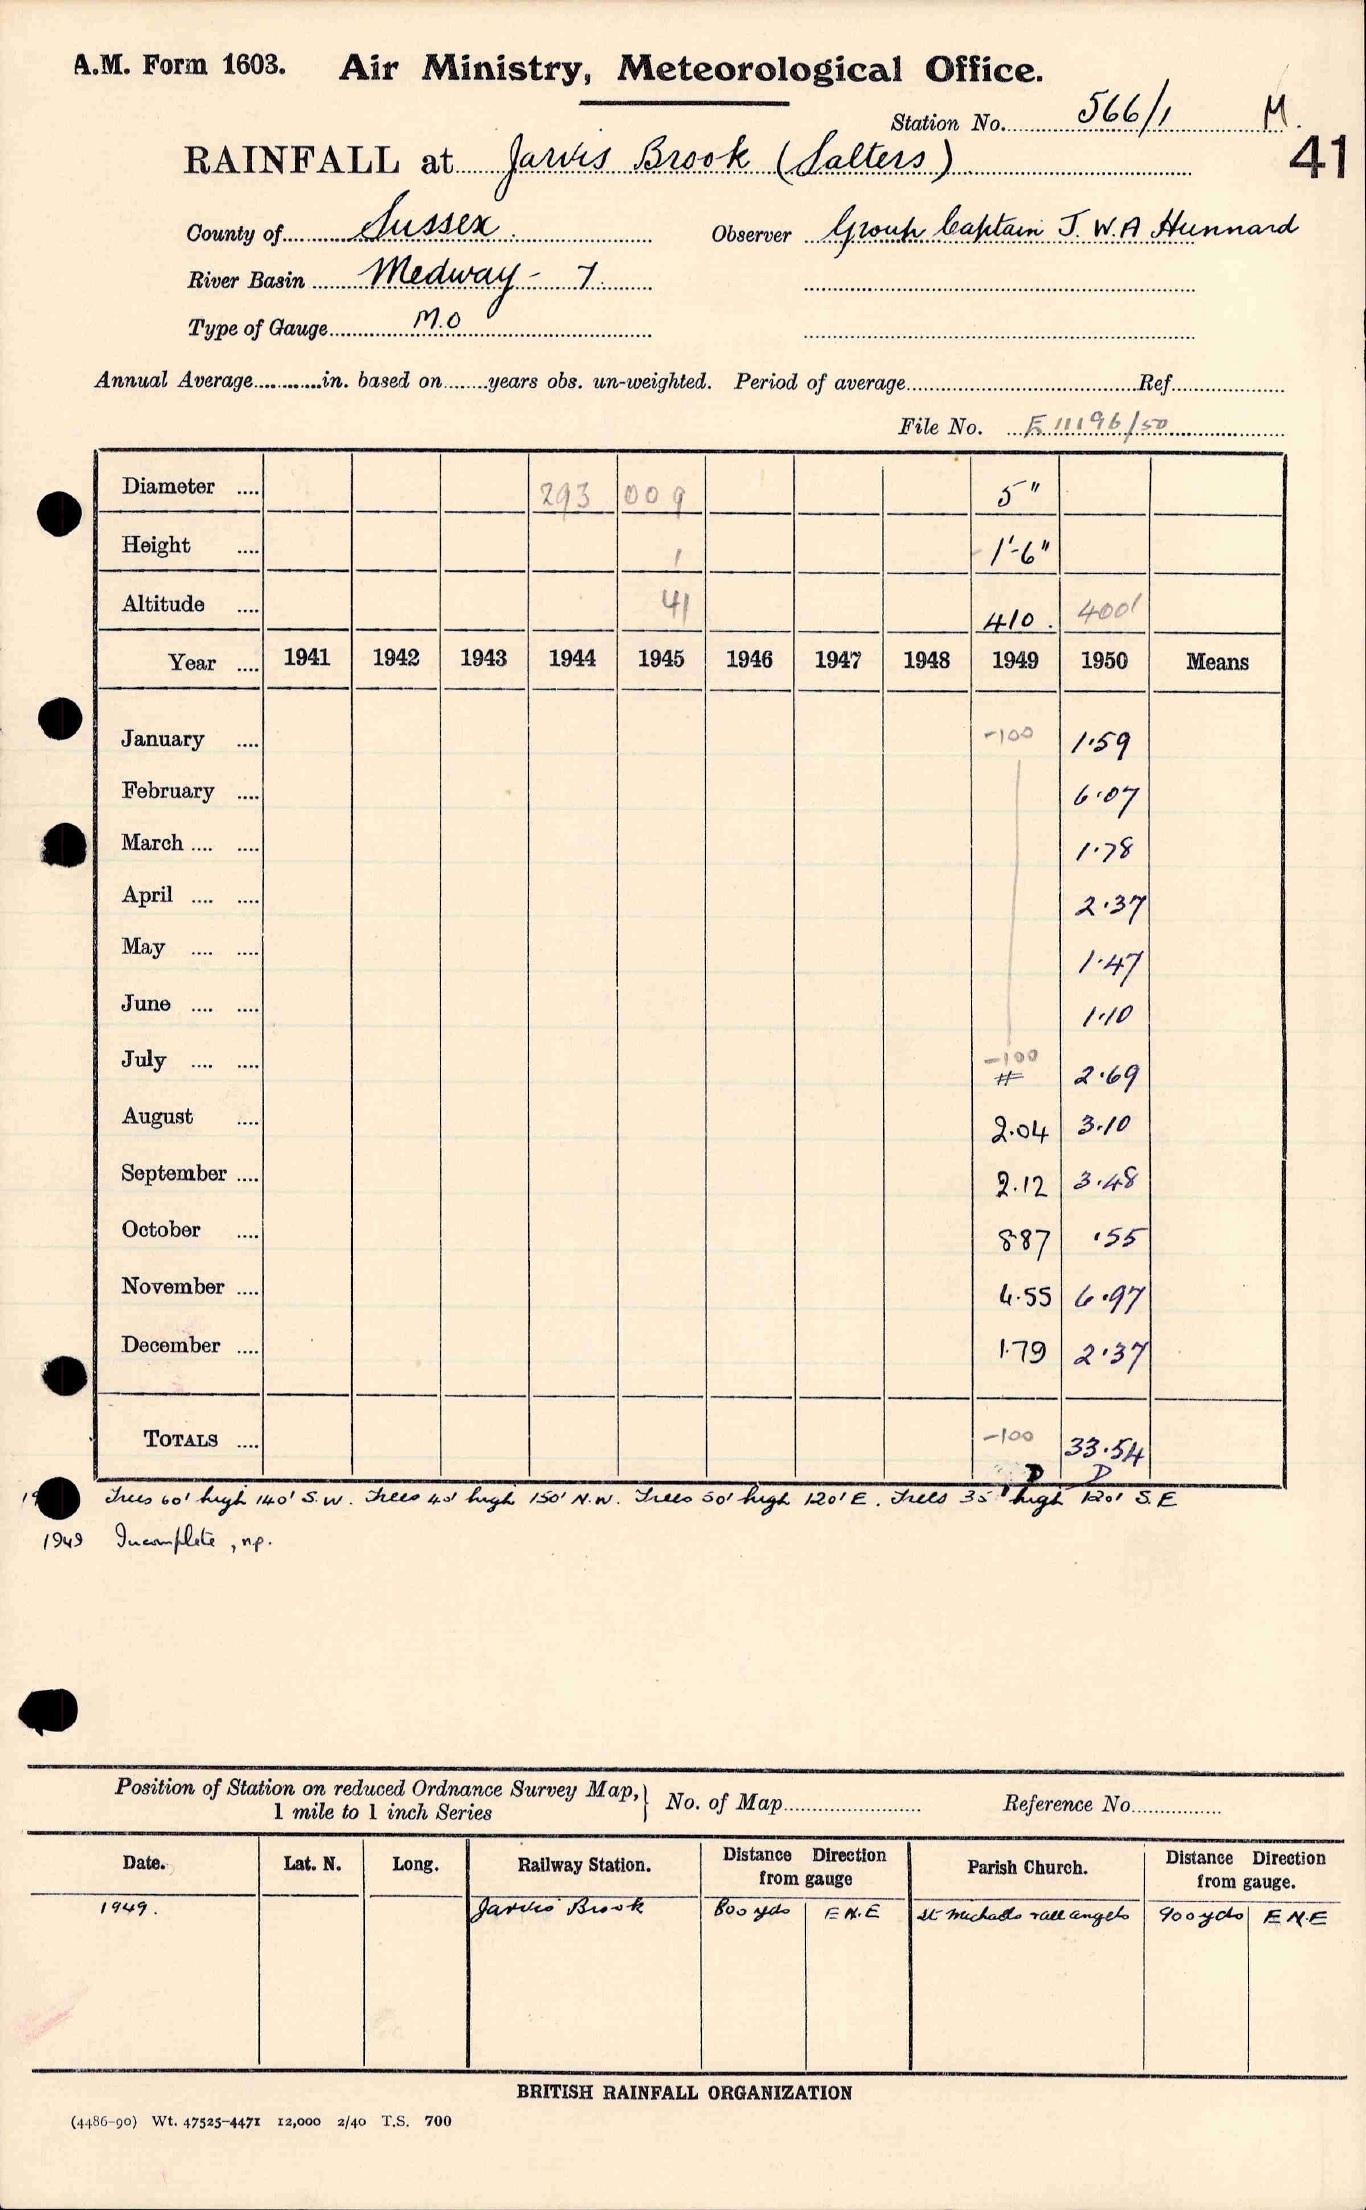 A.M. Form 1603. Air Ministry, Meteorological Office.
Station No. 566/1 M.
41
RAINFALL at Jarvis Brook (Salters)
County of Sussex. Observer Group Captain J. W. A Hunnard
River Basin Medway - 7.
Type of Gauge M.O
Annual Average............in. based on........years obs. un-weighted. Period of average............Ref............
File No. E 11196/50
Diameter .... 293 009 5"
Height .... 1 1'-6"
Altitude .... 41 410. 400'
Year .... 1941 1942 1943 1944 1945 1946 1947 1948 1949 1950 Means
January .... -100 1.59
February .... 6.07
March .... .... 1.78
April .... .... 2.37
May .... .... 1.47
June .... .... 1.10
July .... .... -100 # 2.69
August .... 2.04 3.10
September .... 2.12 3.48
October .... 8.87 .55
November .... 4.55 6.97
December .... 1.79 2.37
TOTALS .... -100 33.54
D D
Trees 60' high 140' S.W. Trees 40' high 150' N.W. Trees 50' high 120' E. Trees 35' high 120' S.E
1949 Incomplete, n.p.
Position of Station on reduced Ordnance Survey Map,} No. of Map............ Reference No............
1 mile to 1 inch Series
Date. Lat. N. Long. Railway Station. Distance Direction from gauge Parish Church. Distance Direction from gauge.
1949. Jarvis Brook 800 yds E N.E St Michaels & all angels 900 yds E N.E
BRITISH RAINFALL ORGANIZATION
(4486-90) Wt. 47525-4471 12,000 2/40 T.S. 700